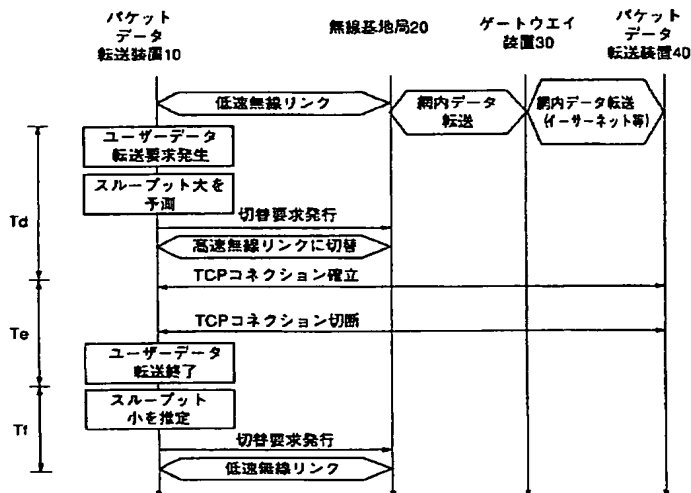 パケット
データ
転送装置10
無線基地局20
ゲートウエイ
装置30
パケット
データ
転送装置40
低速無線リンク
網内データ
転送
網内データ転送
(イーサーネット等)
ユーザーデータ
転送要求発生
スループット大を
予測
Td
切替要求発行
高速無線リンクに切替
TCPコネクション確立
Te
TCPコネクション切断
ユーザーデータ
転送終了
スループット
小を推定
Tf
切替要求発行
低速無線リンク